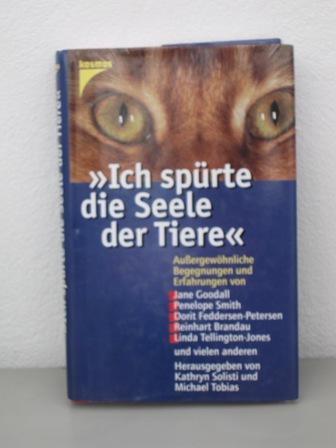 kosmos
»Ich spürte
die Seele
der Tiere«
Außergewöhnliche
Begegnungen und
Erfahrungen von
Jane Goodall
Penelope Smith
Dorit Feddersen-Petersen
Reinhart Brandau
Linda Tellington-Jones
und vielen anderen
Herausgegeben von
Kathryn Solisti und
Michael Tobias